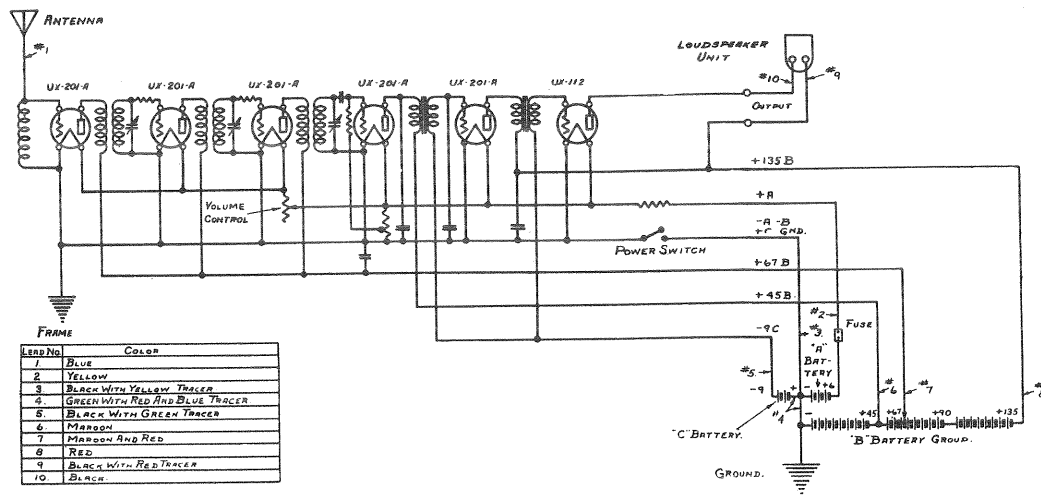 ANTENNA
#1
UX-201-A
UX-201-A
UX-201-A
UX-201-A
UX-201-A
UX-112
LOUDSPEAKER
UNIT
#10
#9
OUTPUT
+135B
+A
VOLUME
CONTROL
-A -B
+C GND.
POWER SWITCH
+67B
+45B
-9C
#2
FUSE
#3
"A"
BAT-
TERY
#5
#6
#7
#
-9
+
-
+6
#4
"C" BATTERY.
-
+45
+67
+90
+135
"B" BATTERY GROUP.
GROUND.
FRAME
LEAD NO. COLOR
1. BLUE
2 YELLOW
3. BLACK WITH YELLOW TRACER
4. GREEN WITH RED AND BLUE TRACER
5. BLACK WITH GREEN TRACER
6. MAROON
7 MAROON AND RED
8 RED
9 BLACK WITH RED TRACER
10. BLACK.